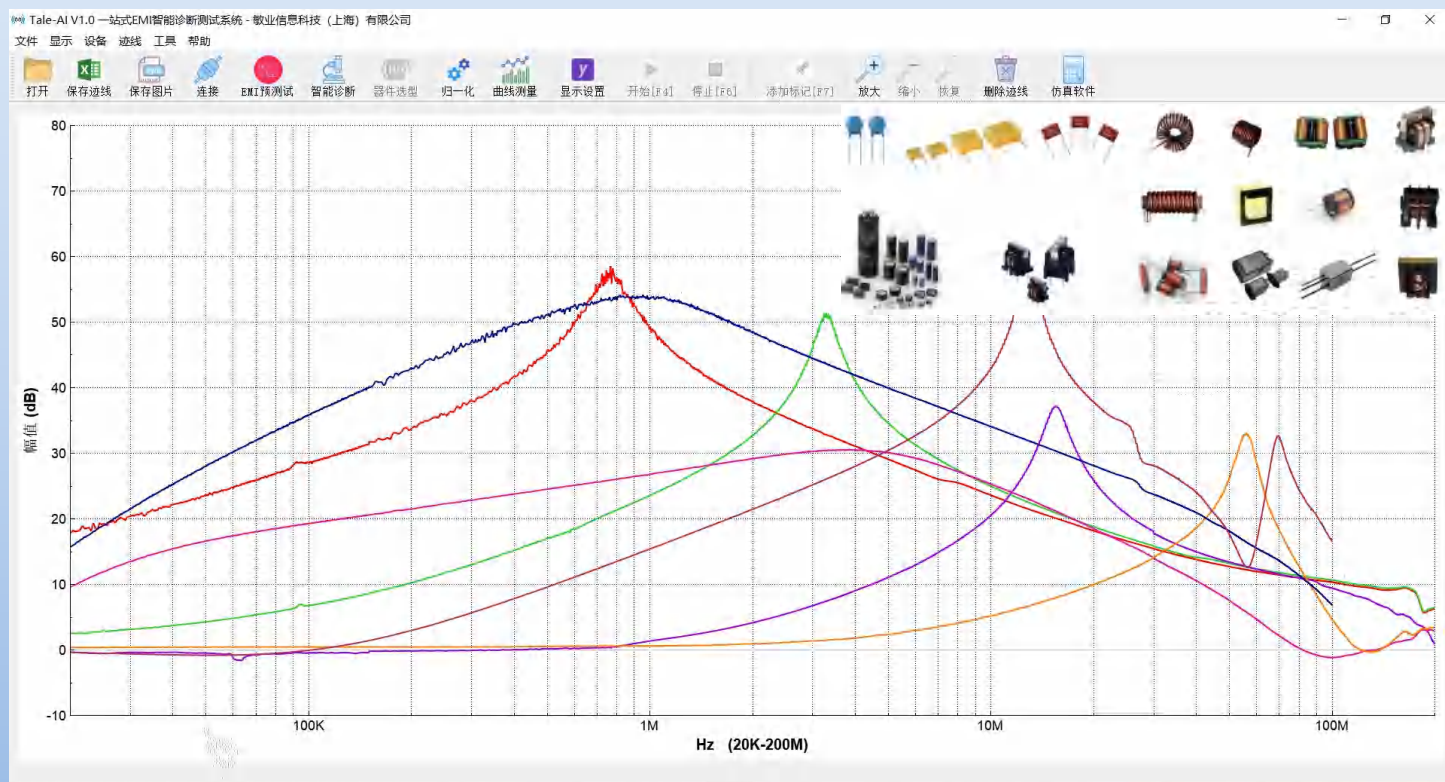 Tale-AI V1.0 一站式EMI智能诊断测试系统 - 敏业信息科技（上海）有限公司
文件 显示 设备 迹线 工具 帮助
打开 保存迹线 保存图片 连接 EMI预测试 智能诊断 器件选型 归一化 曲线测量 显示设置 开始[F4] 停止[F6] 添加标记[F7] 放大 缩小 恢复 删除迹线 仿真软件
80
70
60
50
40
30
20
10
0
-10
幅值 (dB)
100K 1M 10M 100M
Hz (20K-200M)